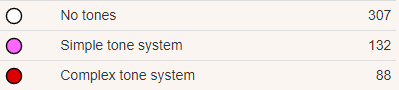 No tones 307
Simple tone system 132
Complex tone system 88